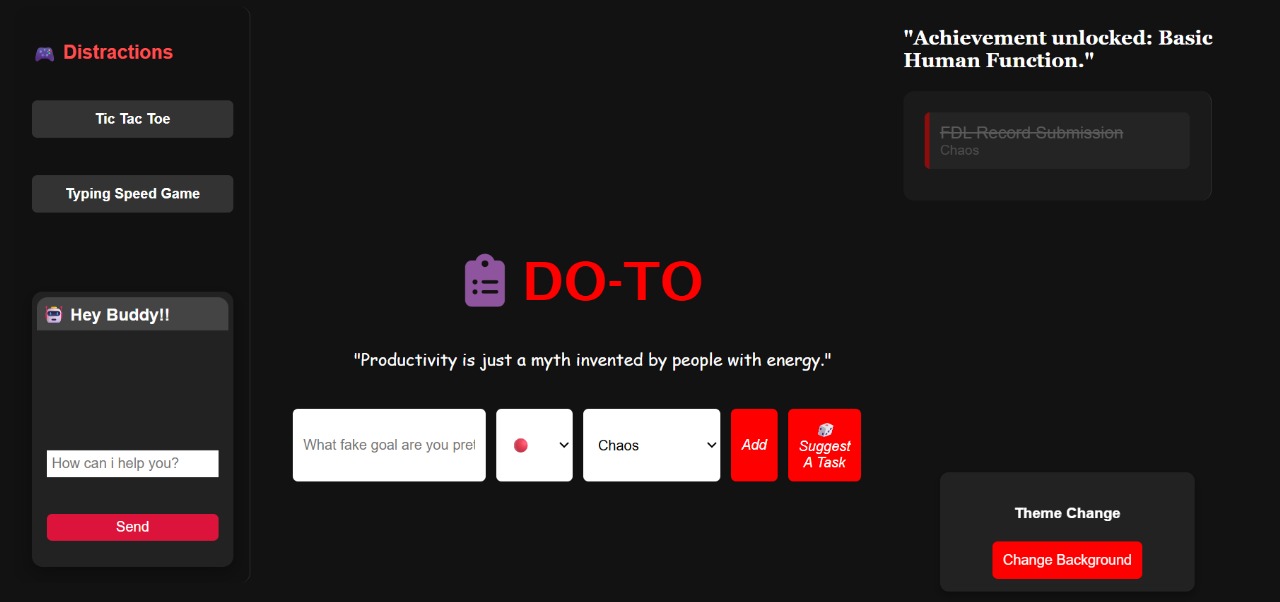 Distractions
Tic Tac Toe
Typing Speed Game
Hey Buddy!!
How can i help you?
Send
DO-TO
"Productivity is just a myth invented by people with energy."
What fake goal are you pret
Chaos
Add
Suggest
A Task
"Achievement unlocked: Basic
Human Function."
FDL Record Submission
Chaos
Theme Change
Change Background